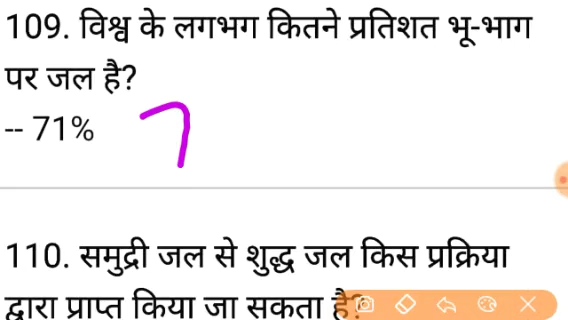 109. विश्व के लगभग कितने प्रतिशत भू-भाग
पर जल है?
-- 71%
110. समुद्री जल से शुद्ध जल किस प्रक्रिया
द्वारा प्राप्त किया जा सकता है?